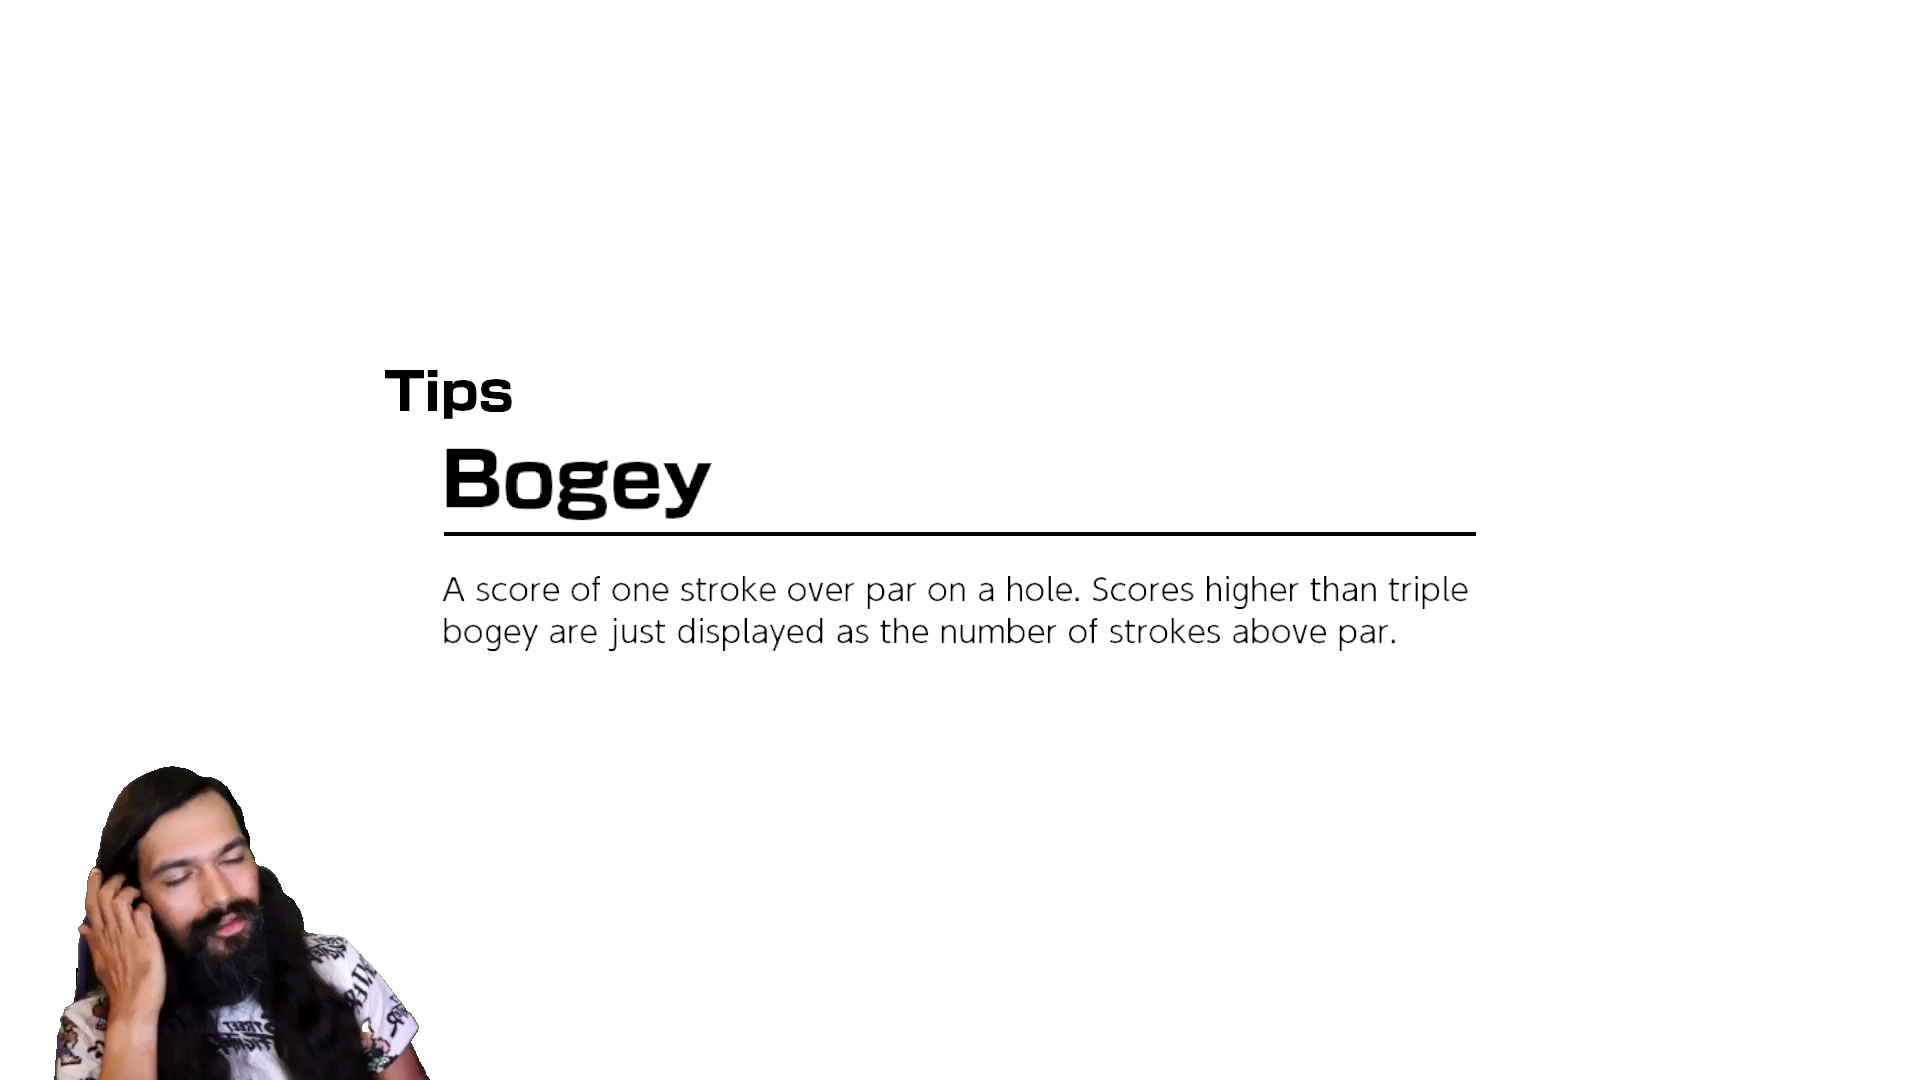 Tips
Bogey
A score of one stroke over par on a hole. Scores higher than triple
bogey are just displayed as the number of strokes above par.
STREET